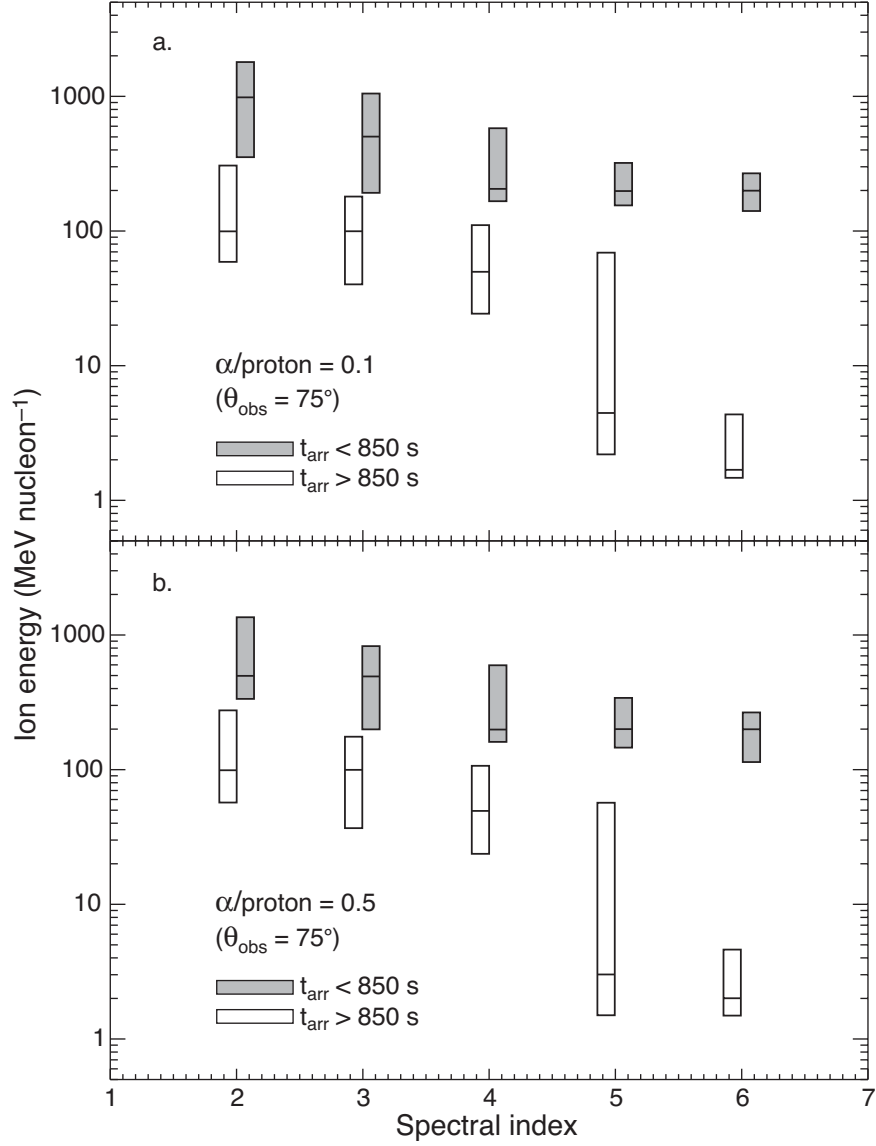 a.
1000
100
10
1
α/proton = 0.1
(θobs = 75°)
tarr < 850 s
tarr > 850 s
Ion energy (MeV nucleon−1)
b.
1000
100
10
1
α/proton = 0.5
(θobs = 75°)
tarr < 850 s
tarr > 850 s
1 2 3 4 5 6 7
Spectral index